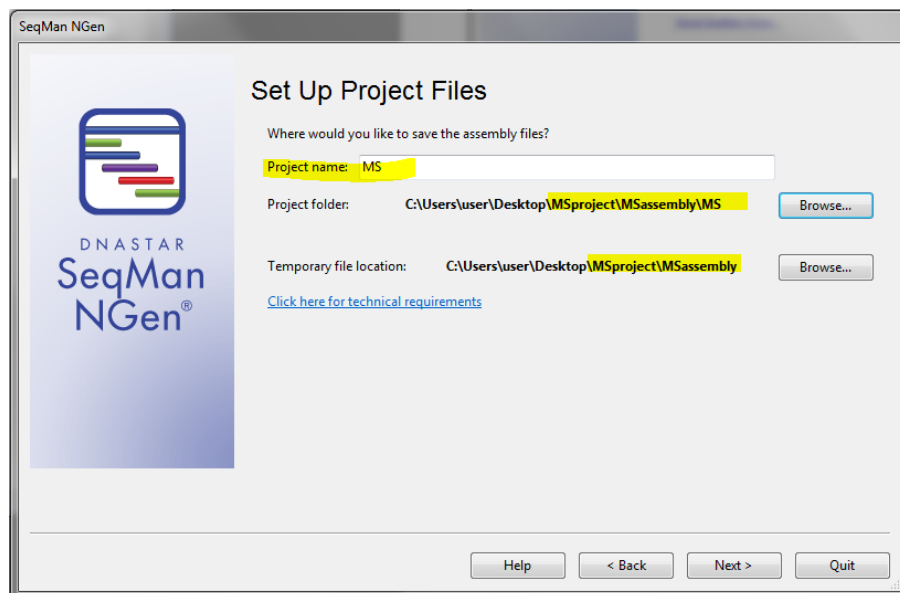 SeqMan NGen
Set Up Project Files
Where would you like to save the assembly files?
Project name: MS
Project folder: C:\Users\user\Desktop\MSproject\MSassembly\MS Browse...
Temporary file location: C:\Users\user\Desktop\MSproject\MSassembly Browse...
Click here for technical requirements
DNASTAR
SeqMan
NGen®
Help < Back Next > Quit